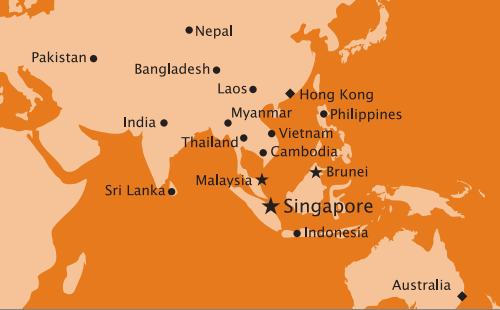 Nepal
Pakistan
Bangladesh
Laos
Hong Kong
Myanmar
Philippines
India
Vietnam
Thailand
Cambodia
Brunei
Malaysia
Sri Lanka
Singapore
Indonesia
Australia